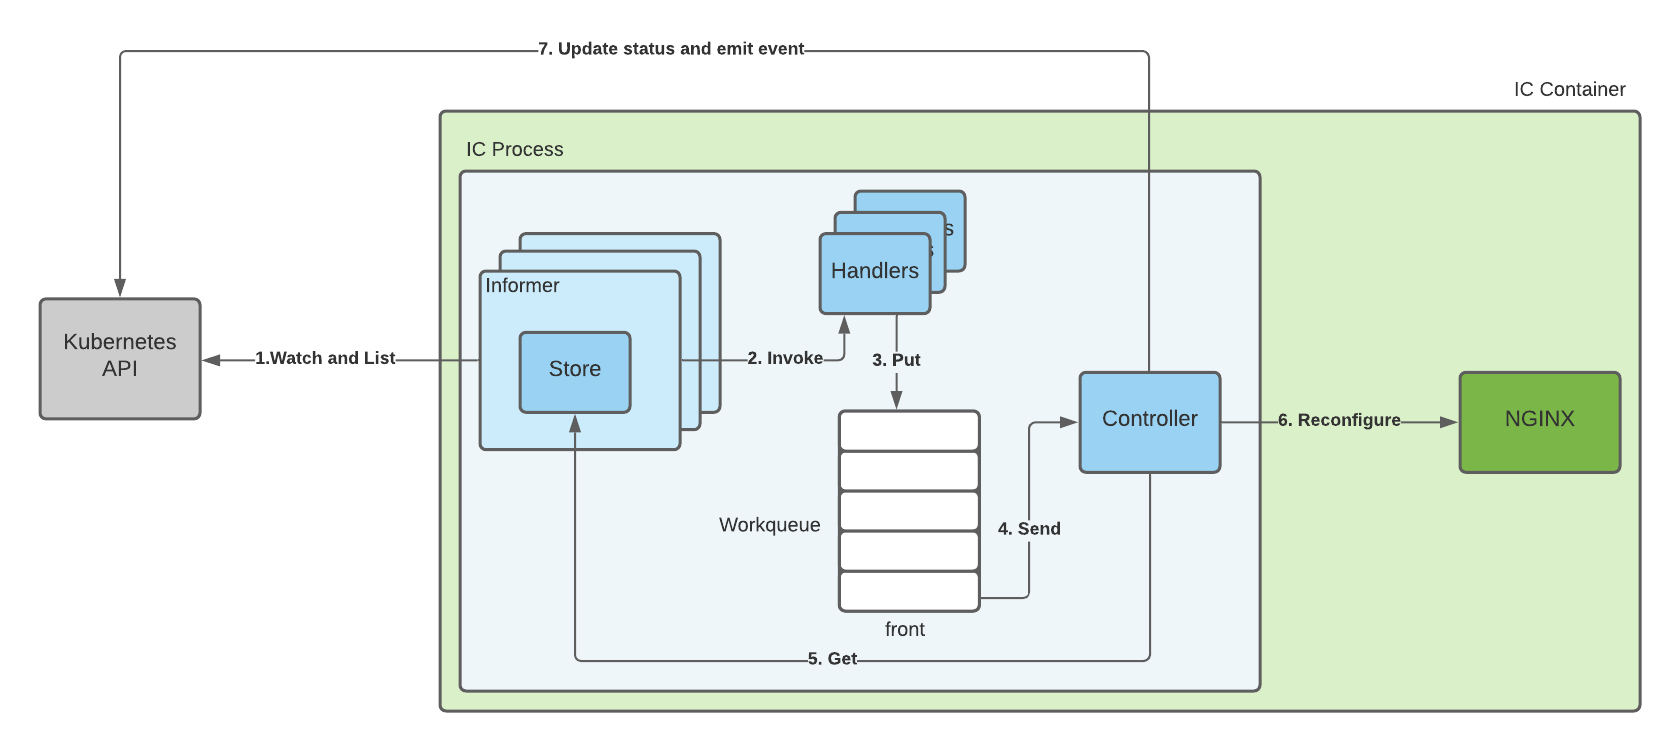 7. Update status and emit event
IC Container
IC Process
Handlers
s
s
Informer
Store
Kubernetes
API
1.Watch and List
2. Invoke
3. Put
Controller
6. Reconfigure
NGINX
Workqueue
4. Send
front
5. Get